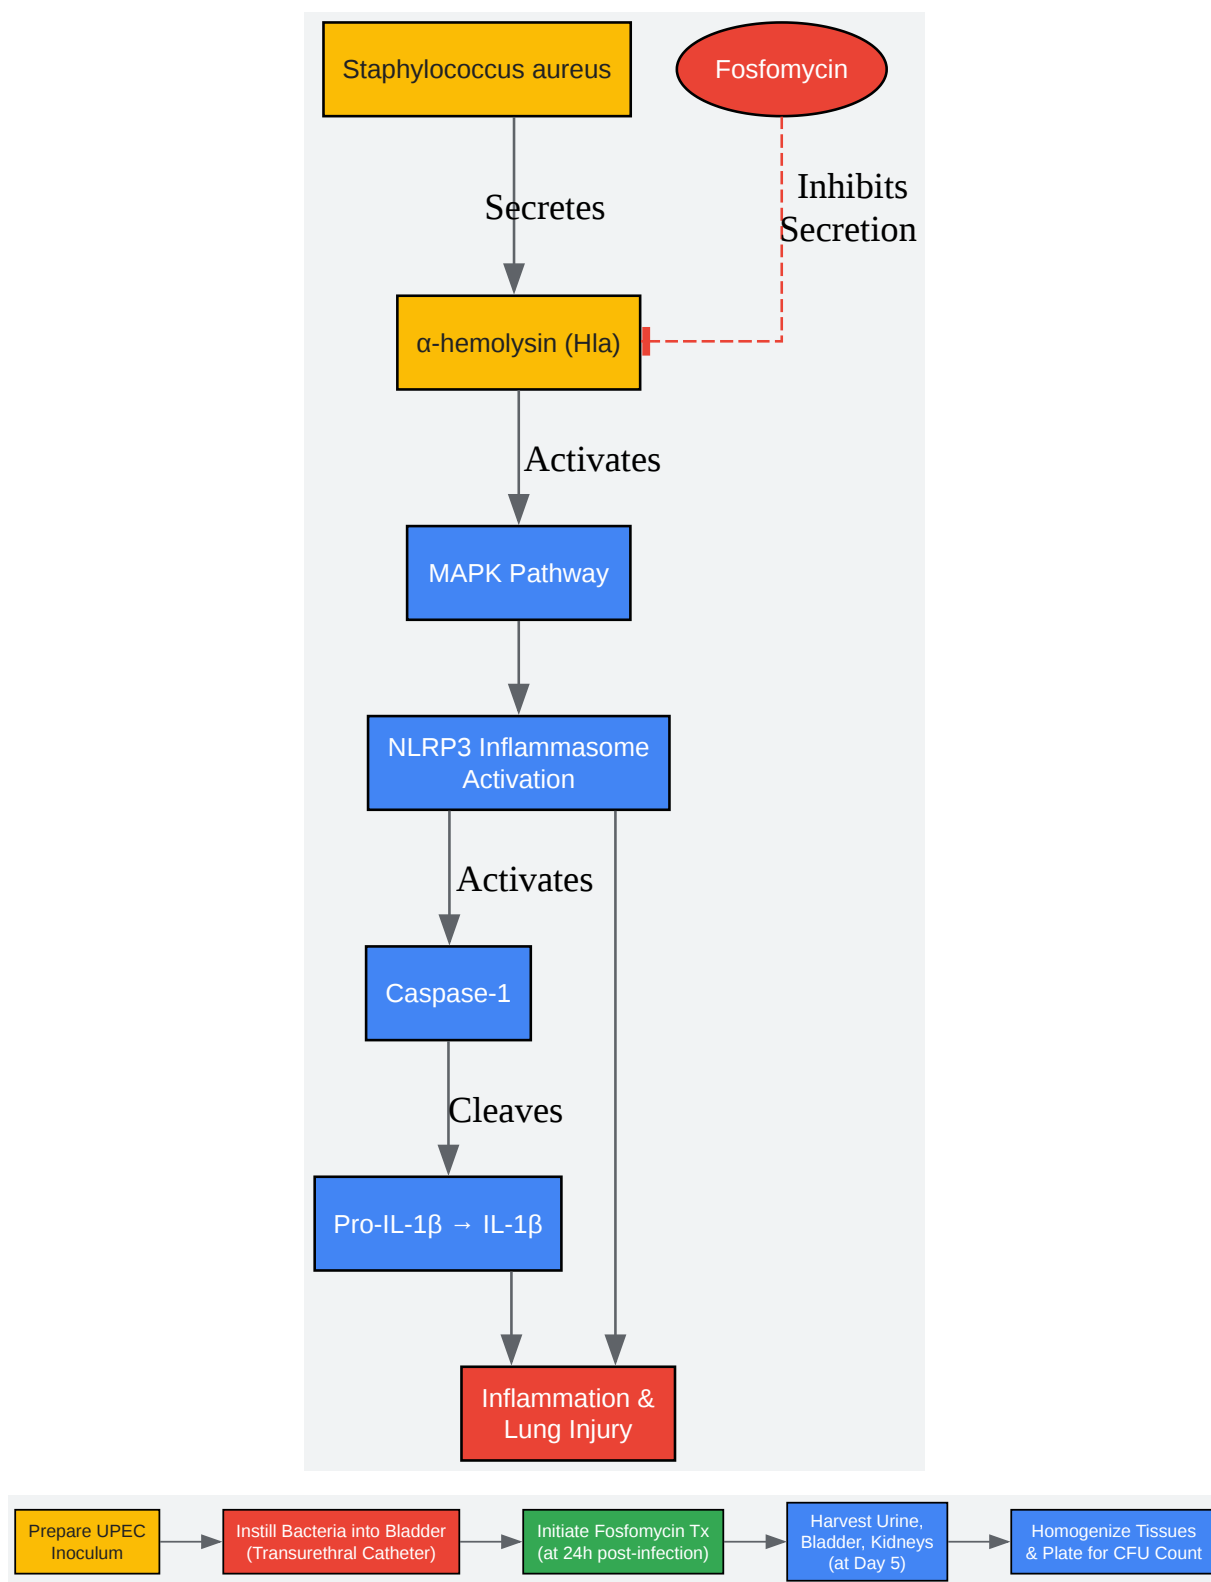 Staphylococcus aureus
Fosfomycin
Secretes
Inhibits
Secretion
α-hemolysin (Hla)
Activates
MAPK Pathway
NLRP3 Inflammasome
Activation
Activates
Caspase-1
Cleaves
Pro-IL-1β → IL-1β
Inflammation &
Lung Injury
Prepare UPEC
Inoculum
Instill Bacteria into Bladder
(Transurethral Catheter)
Initiate Fosfomycin Tx
(at 24h post-infection)
Harvest Urine,
Bladder, Kidneys
(at Day 5)
Homogenize Tissues
& Plate for CFU Count